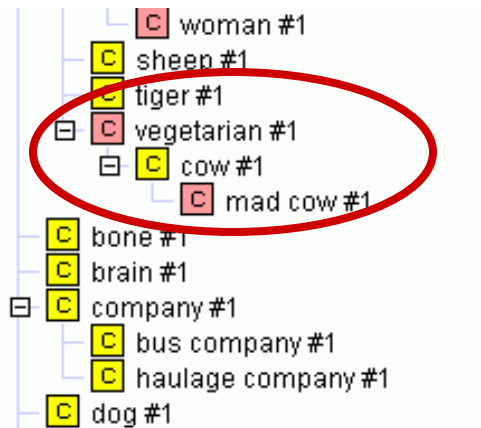 C woman #1
C sheep #1
C tiger #1
C vegetarian #1
C cow #1
C mad cow #1
C bone #1
C brain #1
C company #1
C bus company #1
C haulage company #1
C dog #1